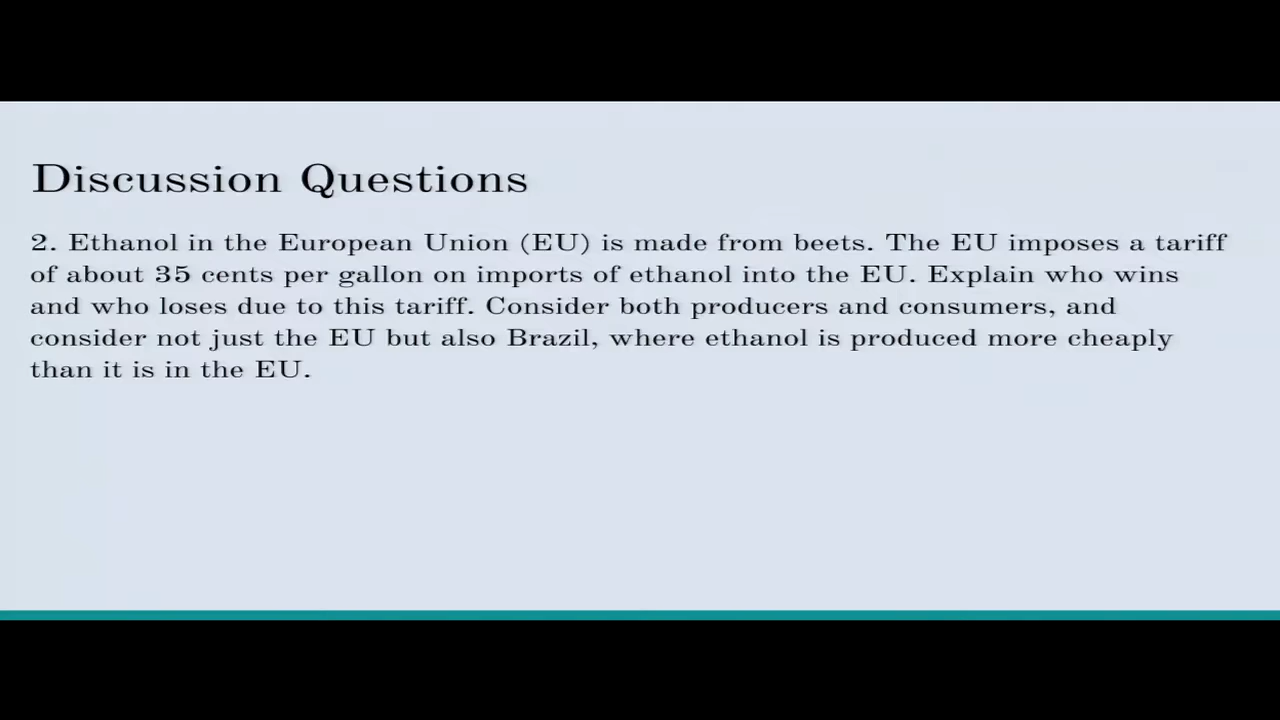 Discussion Questions
2. Ethanol in the European Union (EU) is made from beets. The EU imposes a tariff
of about 35 cents per gallon on imports of ethanol into the EU. Explain who wins
and who loses due to this tariff. Consider both producers and consumers, and
consider not just the EU but also Brazil, where ethanol is produced more cheaply
than it is in the EU.